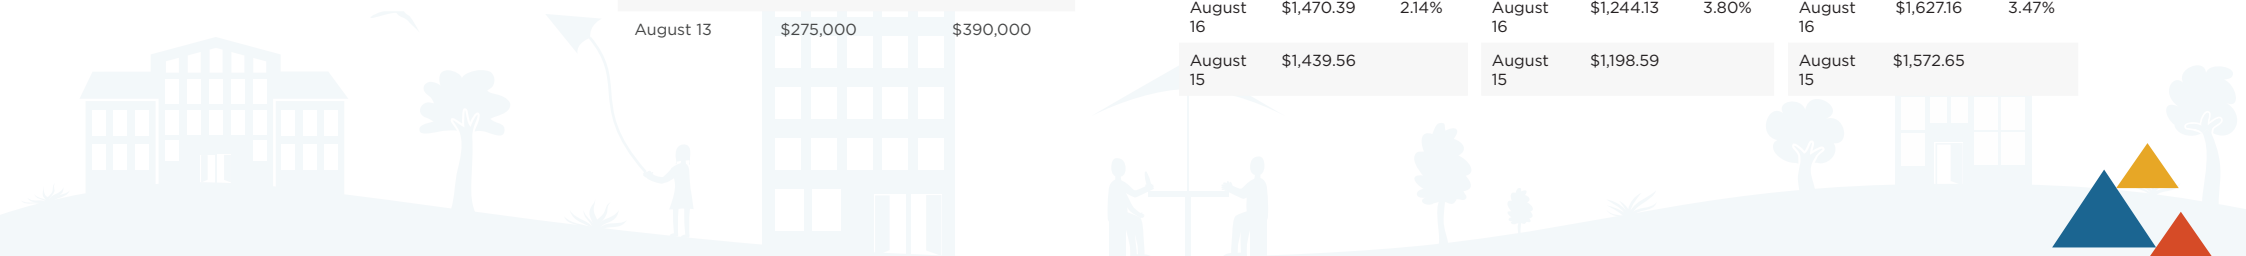 August 13 $275,000 $390,000
August $1,470.39 2.14%
16
August $1,439.56
15
August $1,244.13 3.80%
16
August $1,198.59
15
August $1,627.16 3.47%
16
August $1,572.65
15